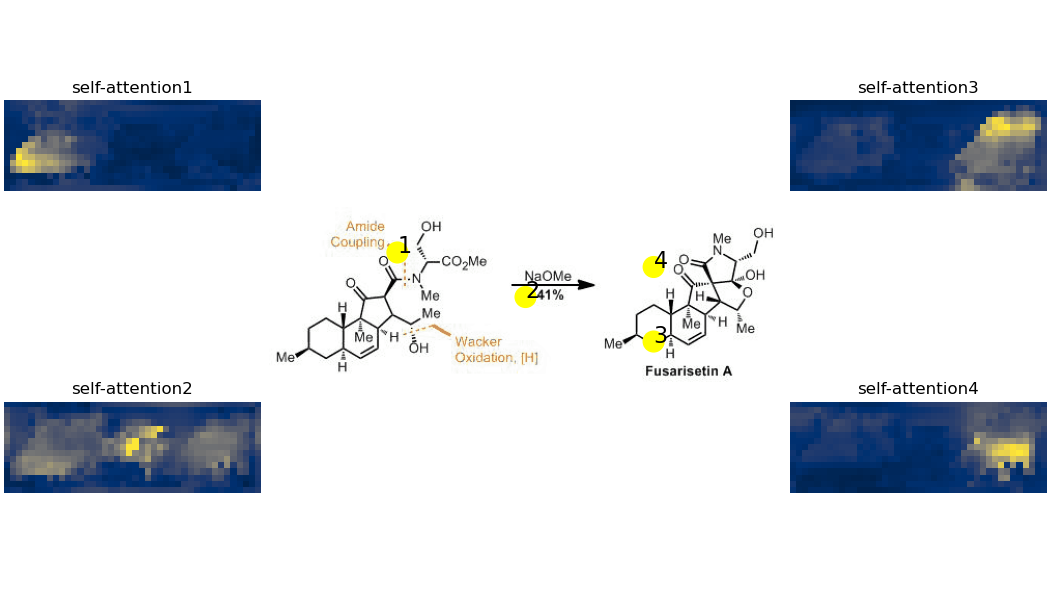 self-attention1
self-attention3
Amide
Coupling
OH
1
O
CO2Me
N
Me
O
H
Me
Me
H
OH
Me
H
Wacker
Oxidation, [H]
NaOMe
2
41%
Me
N
OH
4
O
O
OH
H
H
O
Me
H
Me
3
Me
H
Fusarisetin A
self-attention2
self-attention4